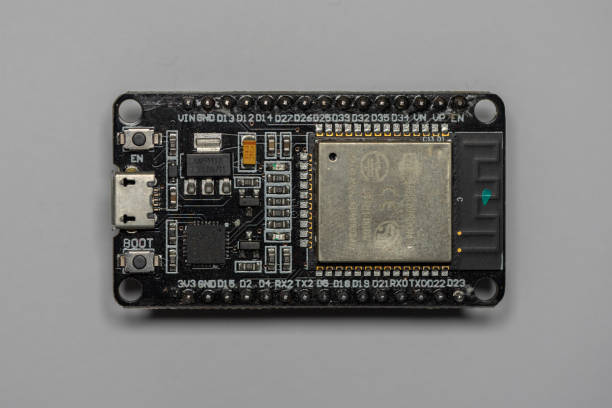 VIN GND D13 D12 D14 D27 D26 D25 D33 D32 D35 D34 VN VP EN
EN
BOOT
3V3 GND D15 D2 D4 RX2 TX2 D5 D18 D19 D21 RX0 TX0 D22 D23